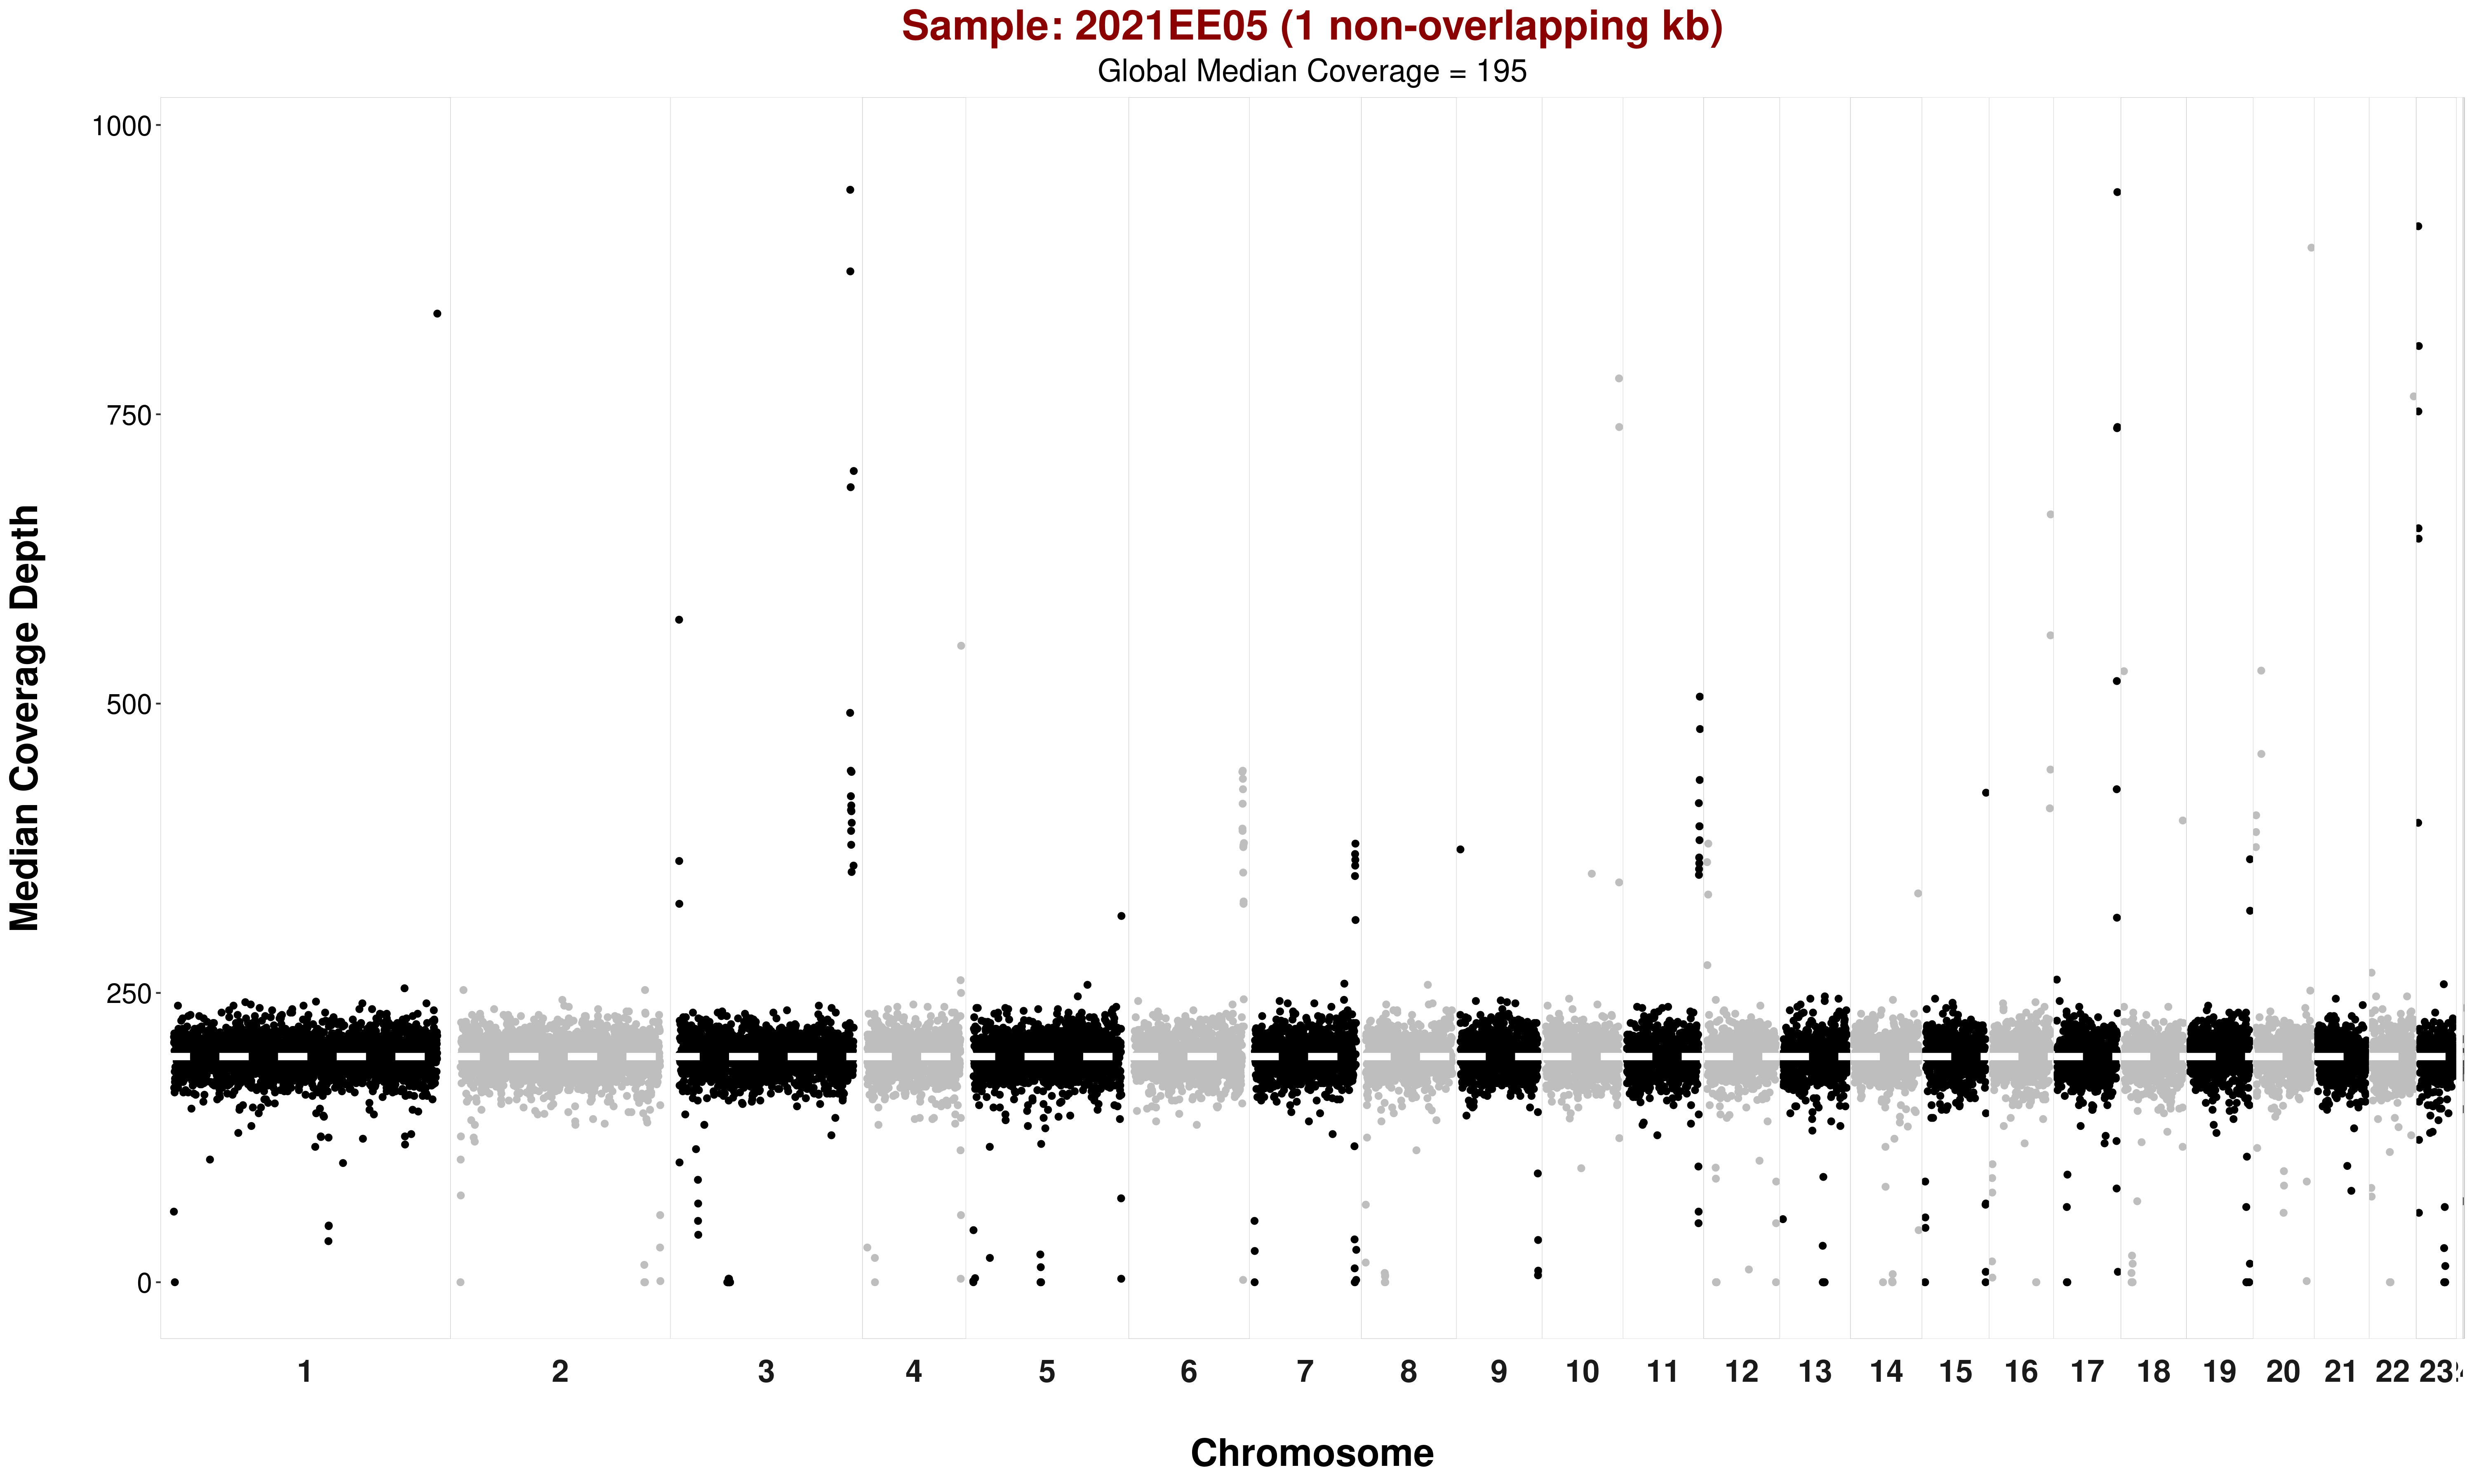 Sample: 2021EE05 (1 non-overlapping kb)
Global Median Coverage = 195
Median Coverage Depth
1000
750
500
250
0
1 2 3 4 5 6 7 8 9 10 11 12 13 14 15 16 17 18 19 20 21 22 23
Chromosome